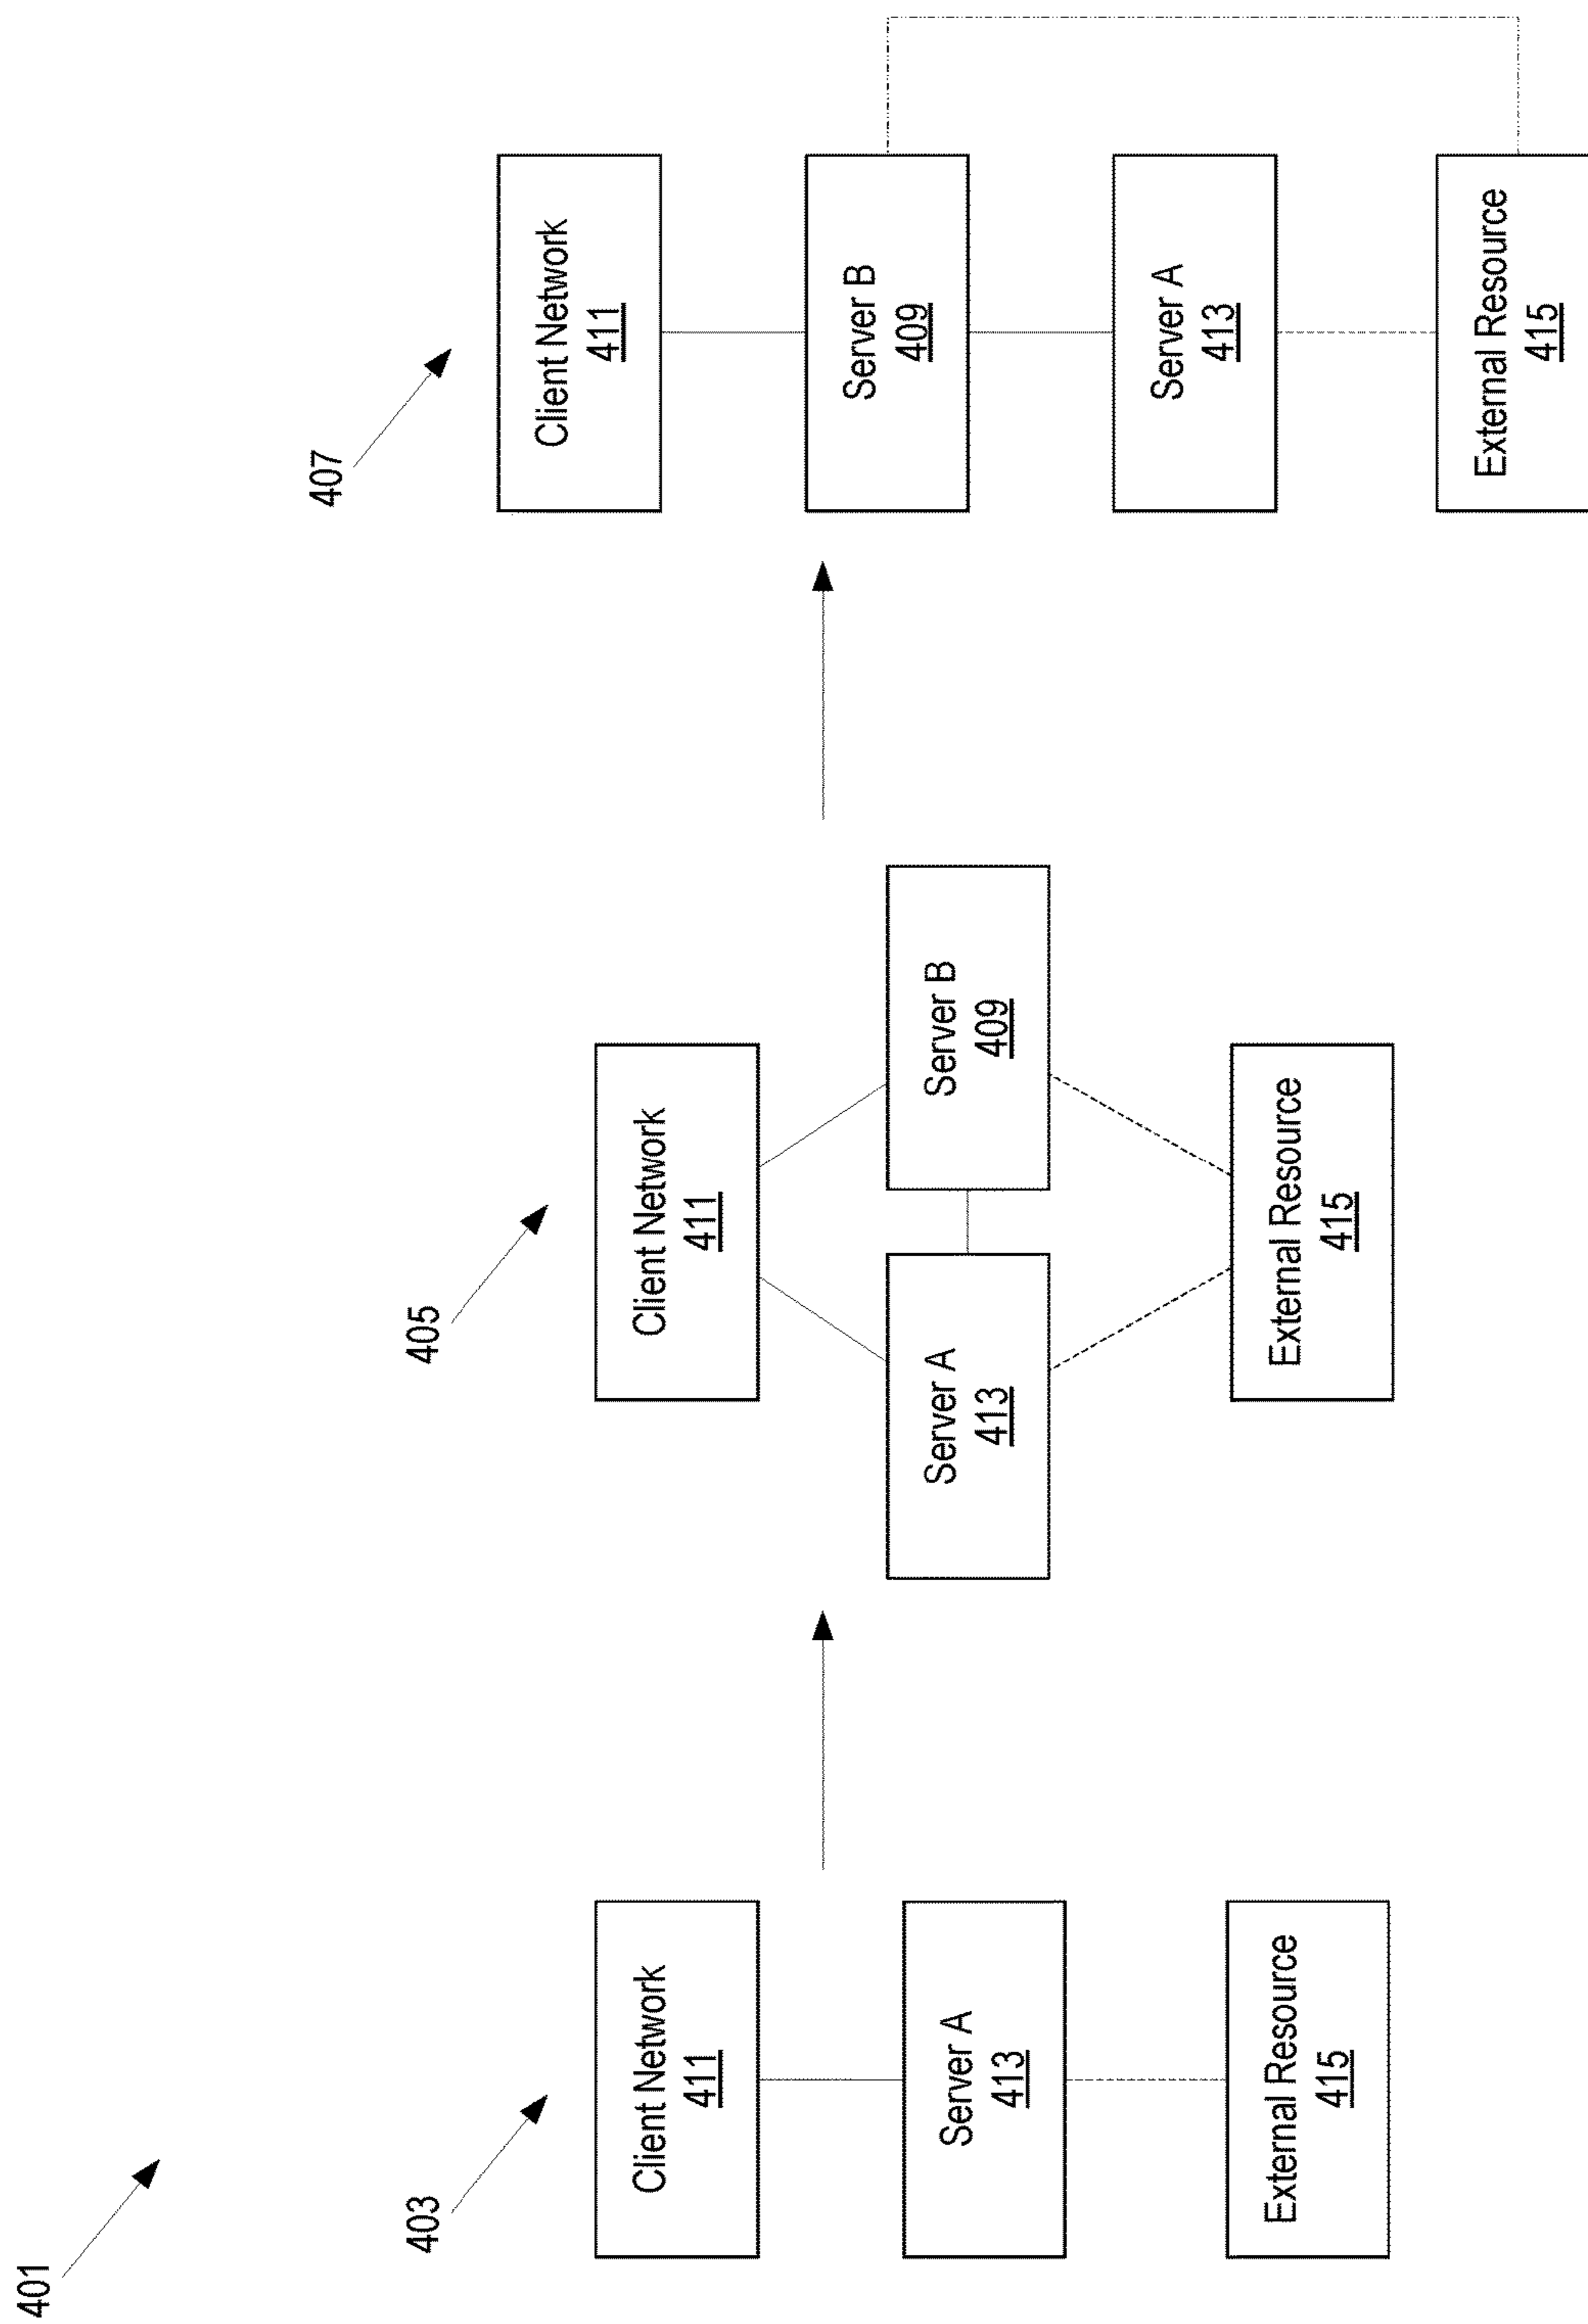 401
403
Client Network
411
Server A
413
External Resource
415
405
Client Network
411
Server A
413
Server B
409
External Resource
415
407
Client Network
411
Server B
409
Server A
413
External Resource
415